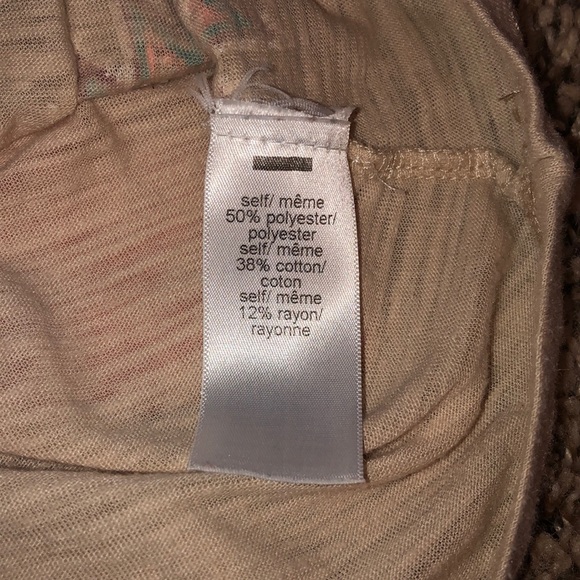 self/ même
50% polyester/
polyester
self/ même
38% cotton/
coton
self/ même
12% rayon/
rayonne